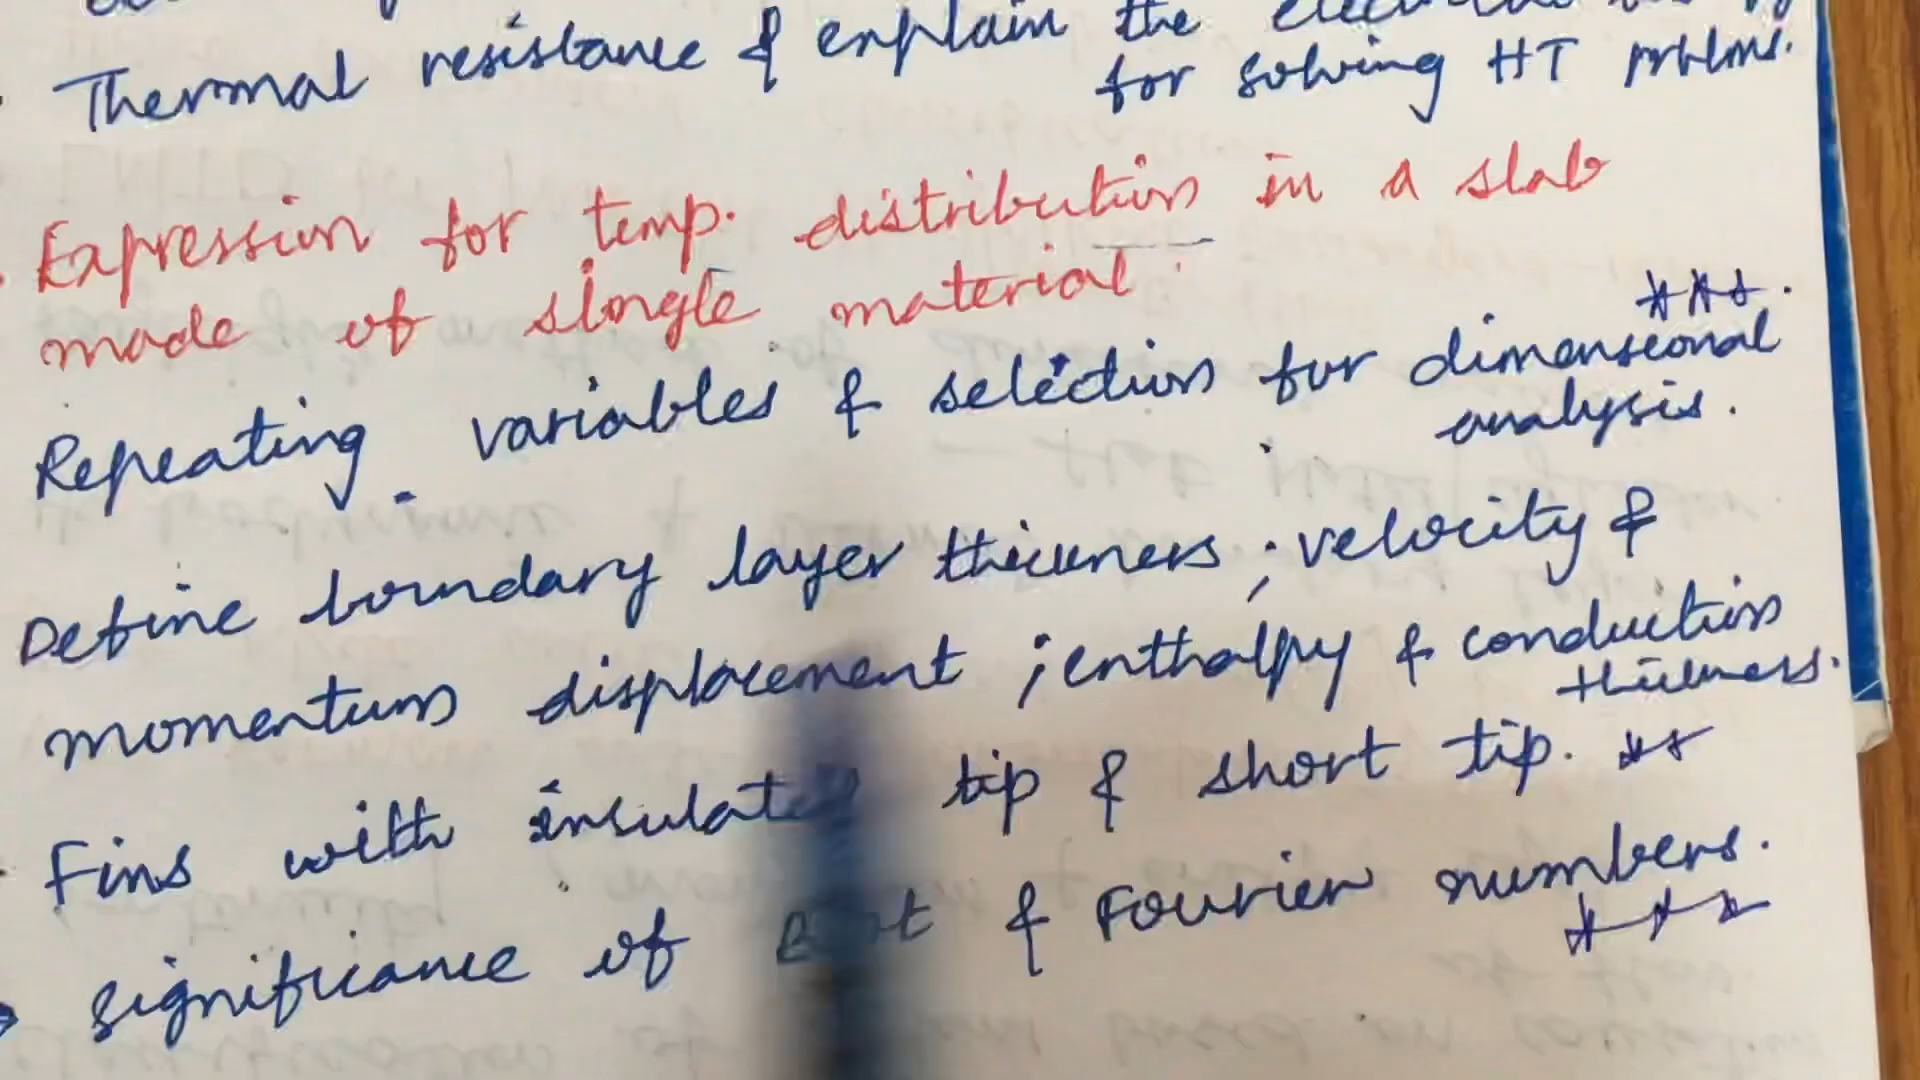 Thermal resistance & explain the
for solving HT prblms.
Expression for temp. distribution in a slab
made of single material.
***.
Repeating variables & selection for dimensional
analysis.
Define boundary layer thickness ; velocity &
momentum displacement ; enthalpy & conduction
thickness.
Fins with insulated tip & short tip. **
significance of & Fourier numbers.
***